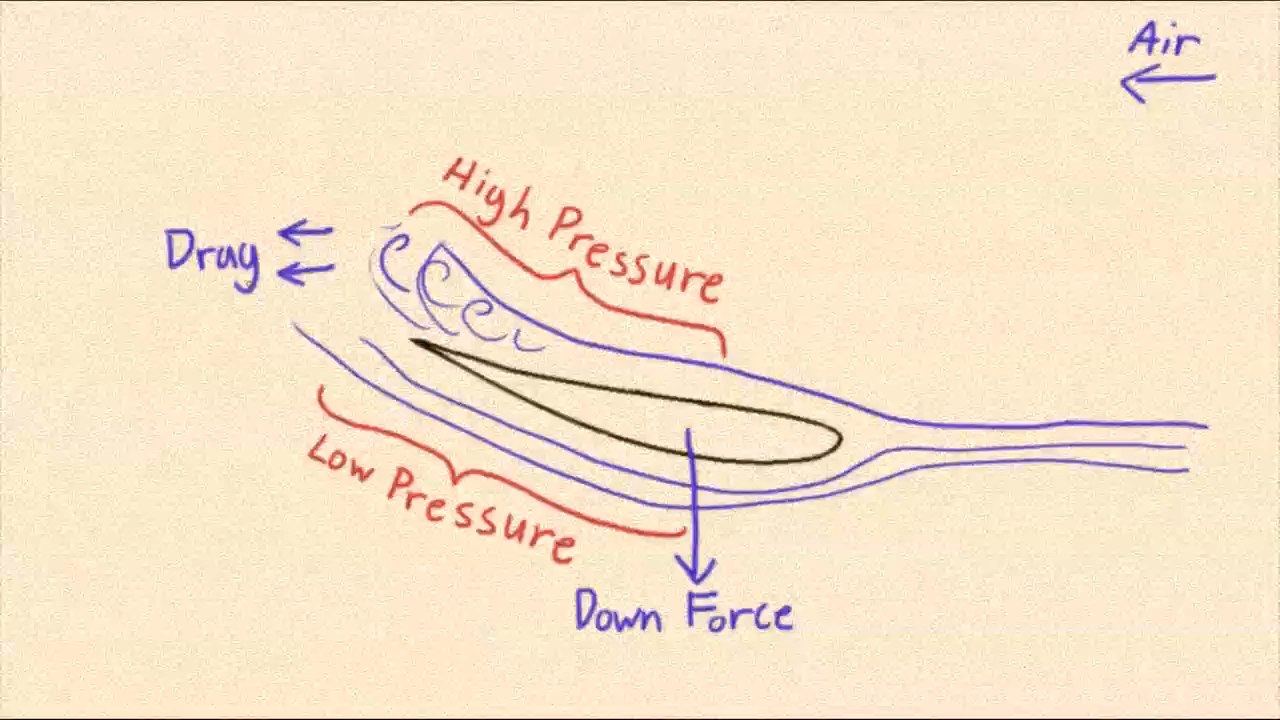 Air
High Pressure
Drag
Low Pressure
Down Force